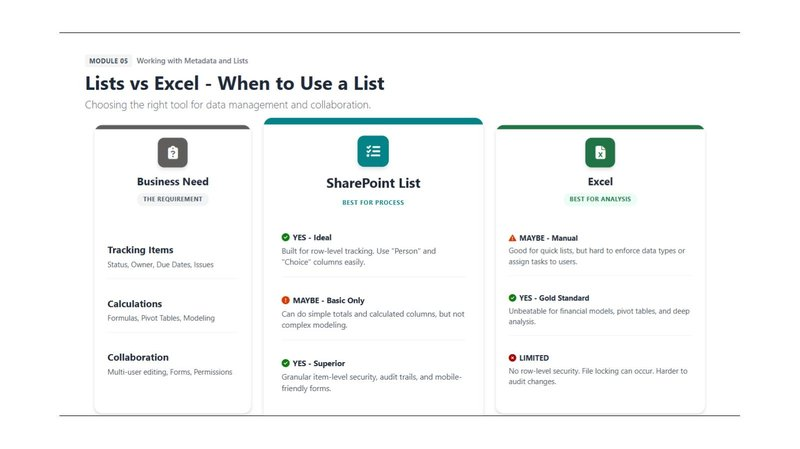 MODULE 05 Working with Metadata and Lists
Lists vs Excel - When to Use a List
Choosing the right tool for data management and collaboration.
Business Need
THE REQUIREMENT
Tracking Items
Status, Owner, Due Dates, Issues
Calculations
Formulas, Pivot Tables, Modeling
Collaboration
Multi-user editing, Forms, Permissions
SharePoint List
BEST FOR PROCESS
YES - Ideal
Built for row-level tracking. Use "Person" and
"Choice" columns easily.
MAYBE - Basic Only
Can do simple totals and calculated columns, but not
complex modeling.
YES - Superior
Granular item-level security, audit trails, and mobile-
friendly forms.
Excel
BEST FOR ANALYSIS
MAYBE - Manual
Good for quick lists, but hard to enforce data types or
assign tasks to users.
YES - Gold Standard
Unbeatable for financial models, pivot tables, and deep
analysis.
LIMITED
No row-level security. File locking can occur. Harder to
audit changes.